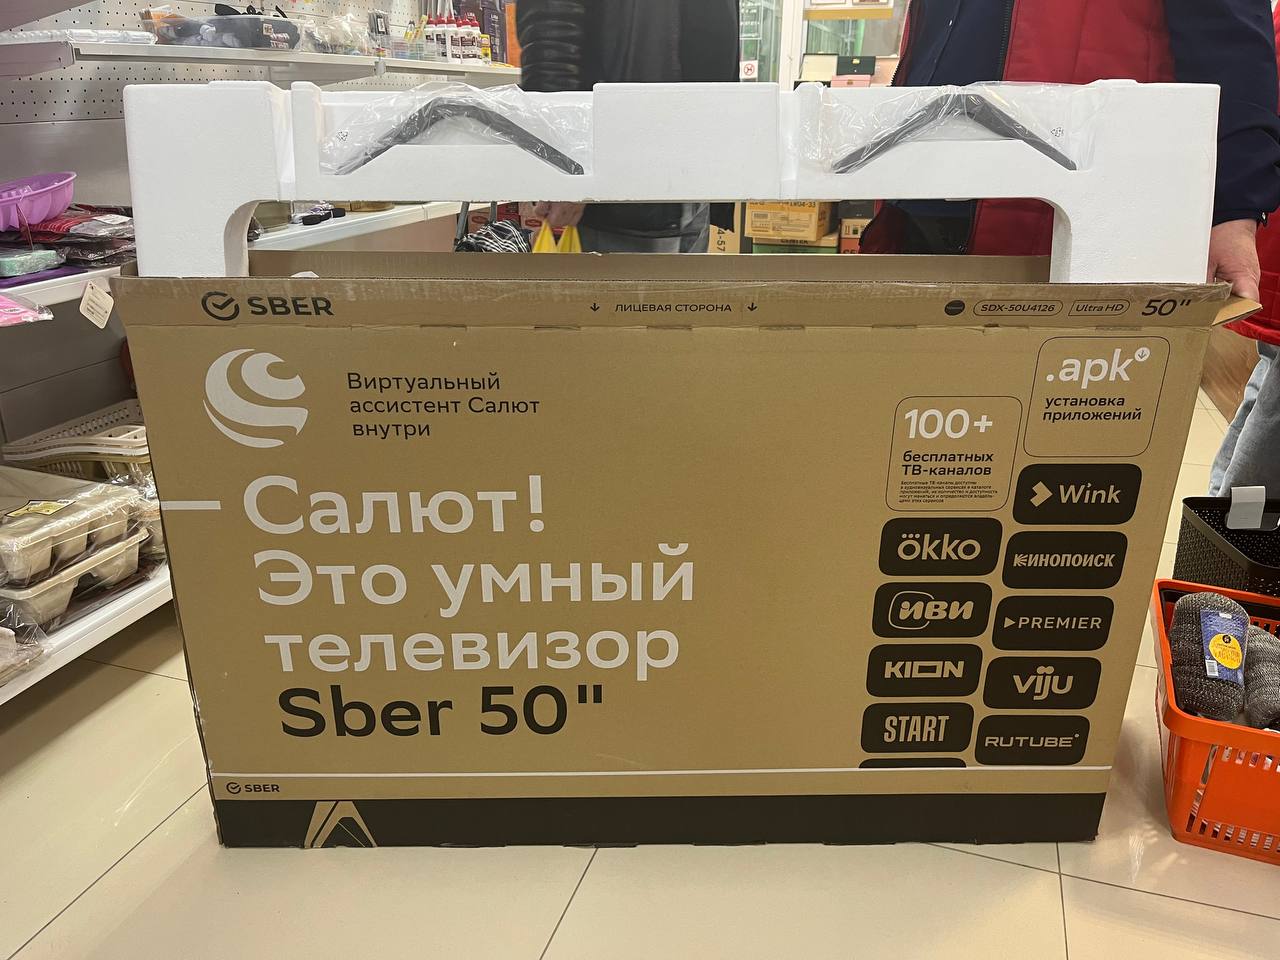 SBER
ЛИЦЕВАЯ СТОРОНА
SDX-50U4126
Ultra HD
50"
Виртуальный
ассистент Салют
внутри
.apk
установка
приложений
100+
бесплатных
ТВ-каналов
— Салют!
Это умный
телевизор
Sber 50"
Wink
ökko
КИНОПОИСК
иви
PREMIER
KION
viju
START
RUTUBE
SBER